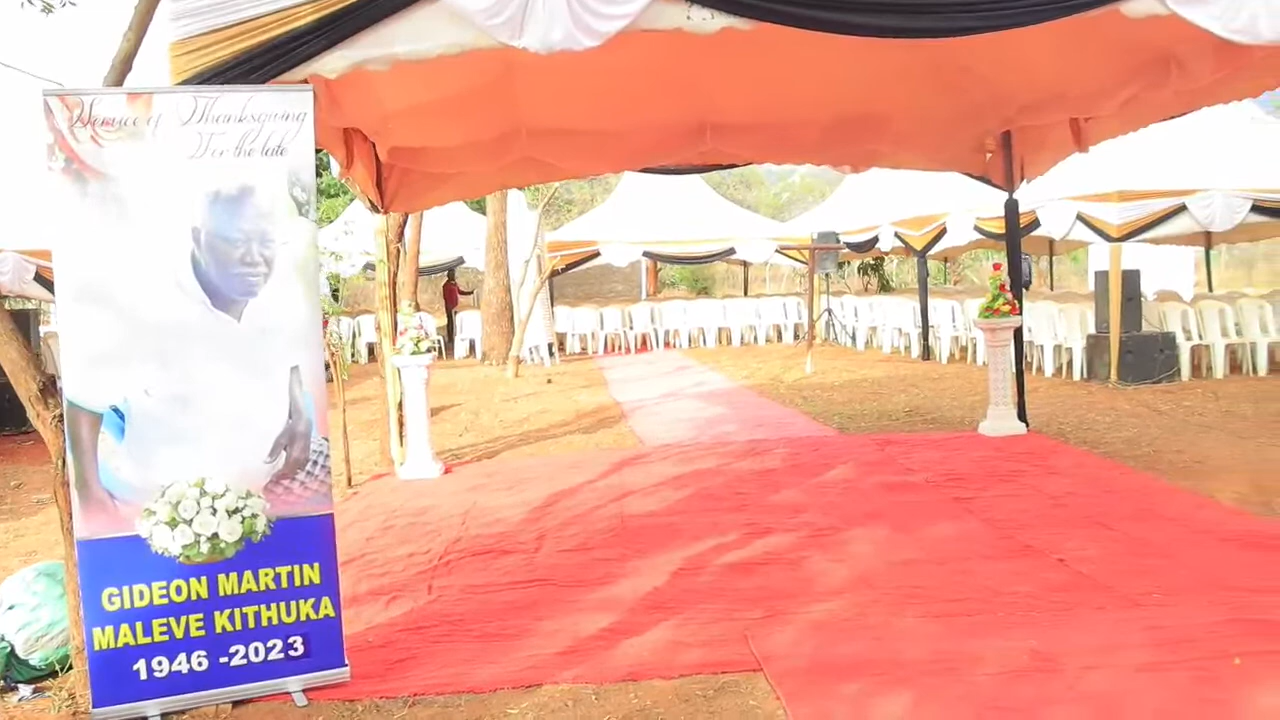 Service of Thanksgiving
For the late
GIDEON MARTIN
MALEVE KITHUKA
1946 -2023